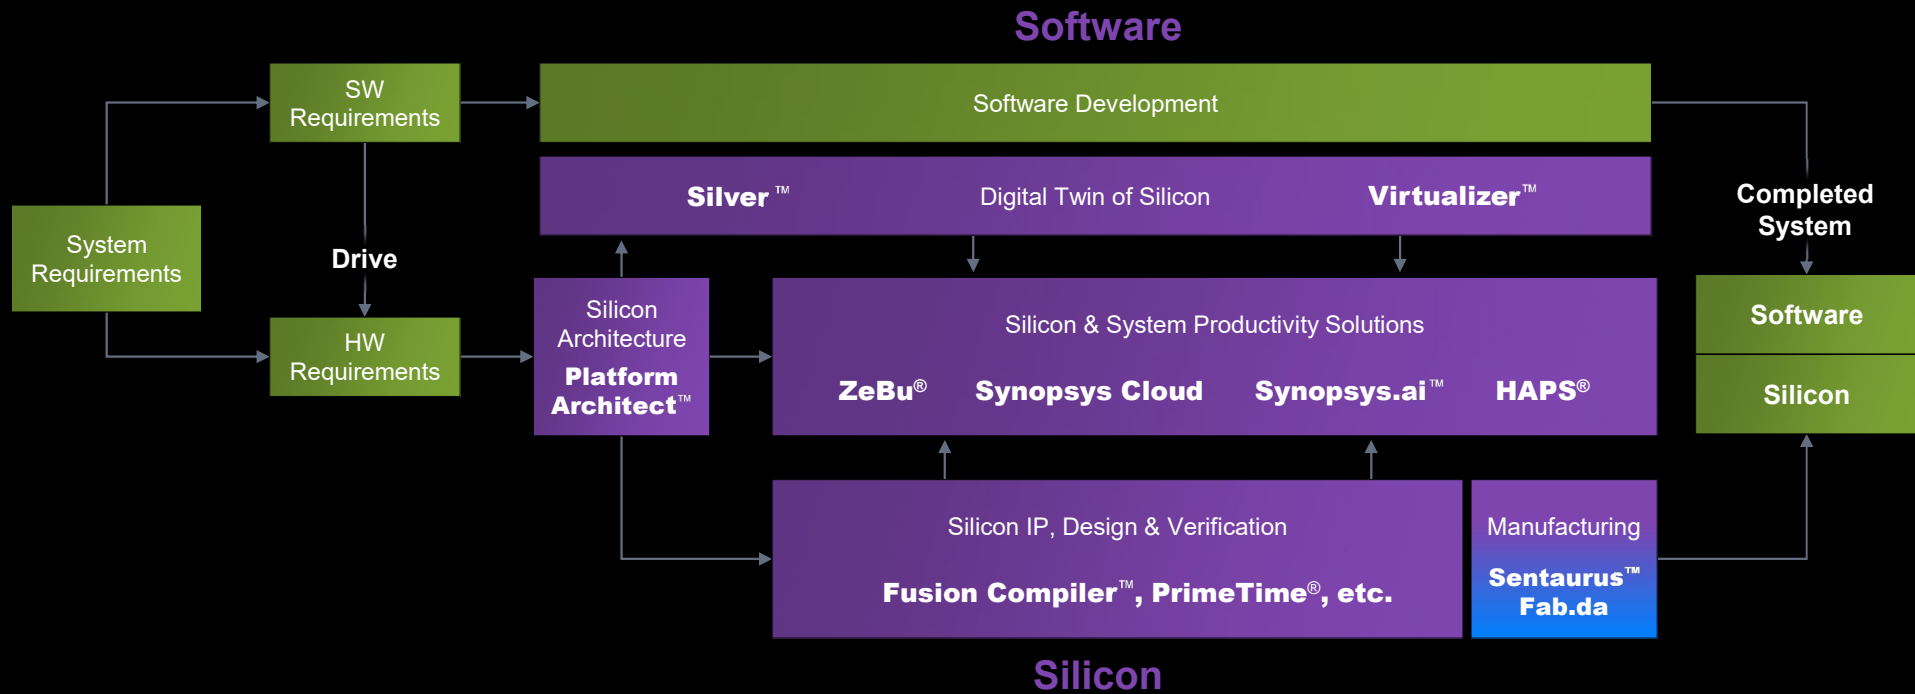 Software
SW
Requirements
Software Development
Silver™
Digital Twin of Silicon
Virtualizer™
Completed
System
System
Requirements
Drive
Silicon
Architecture
Platform
Architect™
HW
Requirements
Silicon & System Productivity Solutions
ZeBu®
Synopsys Cloud
Synopsys.ai™
HAPS®
Software
Silicon
Silicon IP, Design & Verification
Fusion Compiler™, PrimeTime®, etc.
Manufacturing
Sentaurus™
Fab.da
Silicon